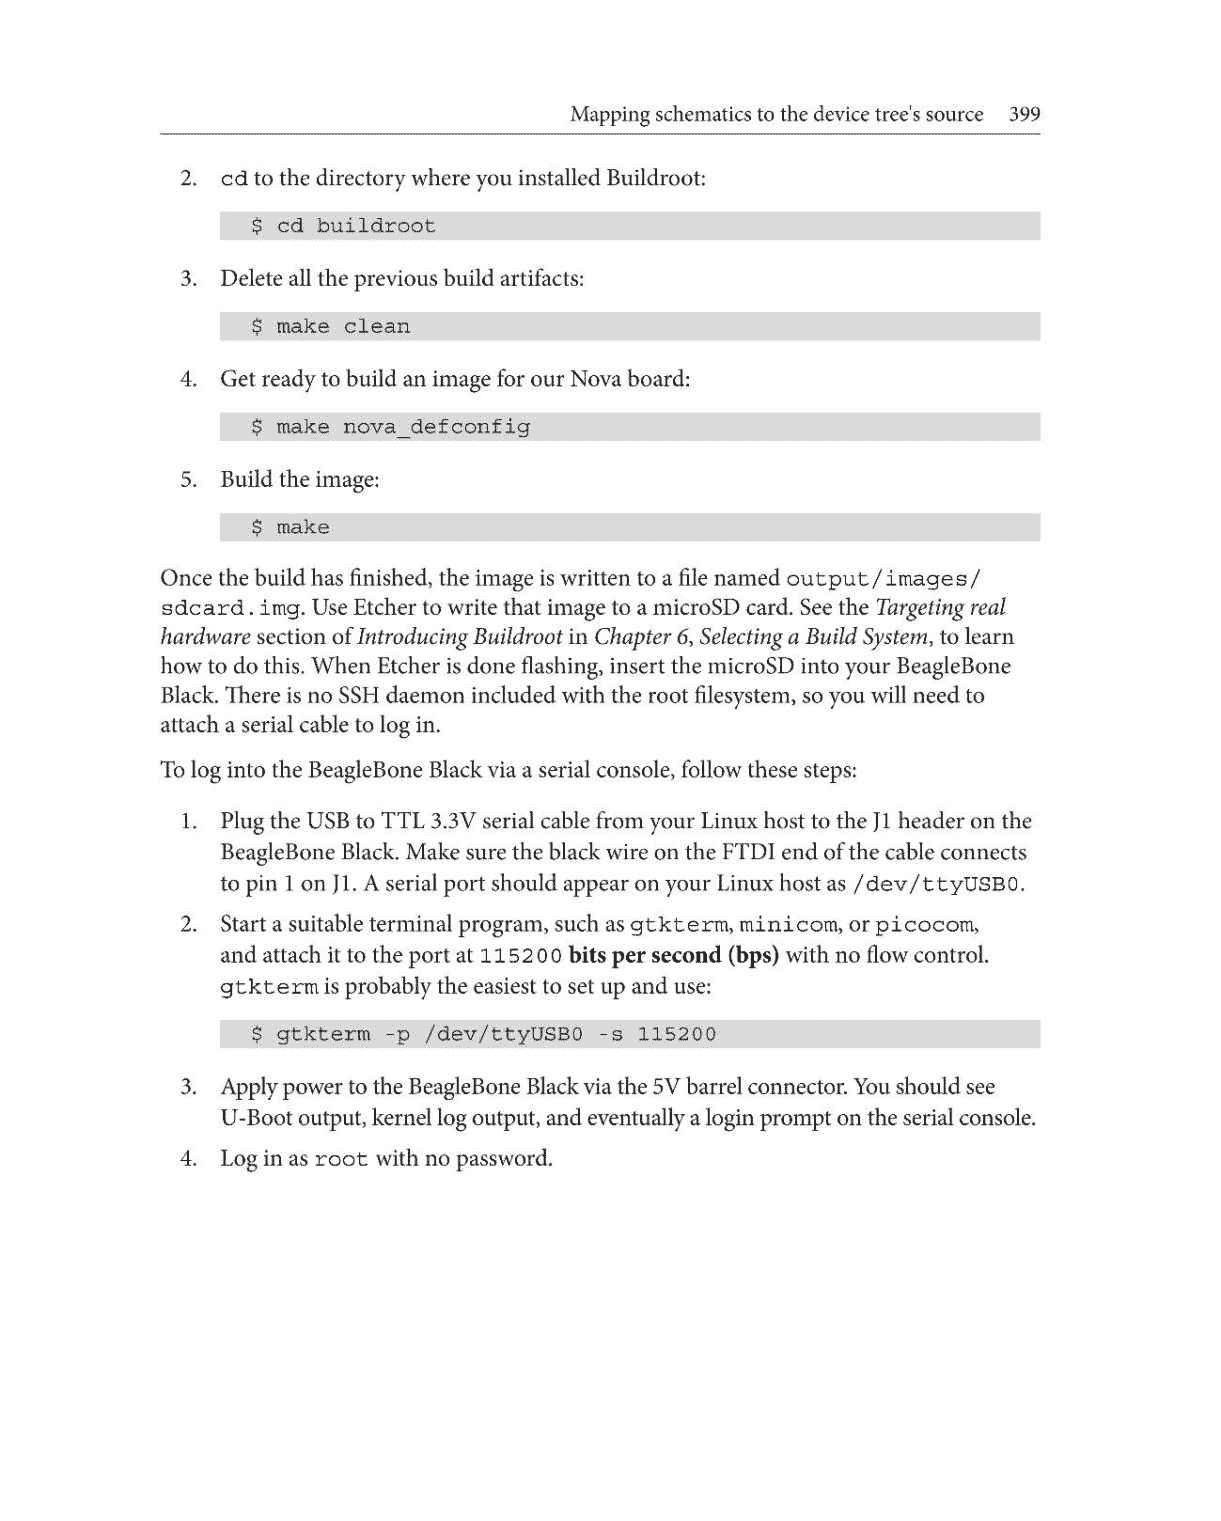 Mapping schematics to the device tree's source 399
2. cd to the directory where you installed Buildroot:
$ cd buildroot
3. Delete all the previous build artifacts:
$ make clean
4. Get ready to build an image for our Nova board:
$ make nova_defconfig
5. Build the image:
$ make
Once the build has finished, the image is written to a file named output/images/
sdcard.img. Use Etcher to write that image to a microSD card. See the Targeting real
hardware section of Introducing Buildroot in Chapter 6, Selecting a Build System, to learn
how to do this. When Etcher is done flashing, insert the microSD into your BeagleBone
Black. There is no SSH daemon included with the root filesystem, so you will need to
attach a serial cable to log in.
To log into the BeagleBone Black via a serial console, follow these steps:
1. Plug the USB to TTL 3.3V serial cable from your Linux host to the J1 header on the
BeagleBone Black. Make sure the black wire on the FTDI end of the cable connects
to pin 1 on J1. A serial port should appear on your Linux host as /dev/ttyUSB0.
2. Start a suitable terminal program, such as gtkterm, minicom, or picocom,
and attach it to the port at 115200 bits per second (bps) with no flow control.
gtkterm is probably the easiest to set up and use:
$ gtkterm -p /dev/ttyUSB0 -s 115200
3. Apply power to the BeagleBone Black via the 5V barrel connector. You should see
U-Boot output, kernel log output, and eventually a login prompt on the serial console.
4. Log in as root with no password.